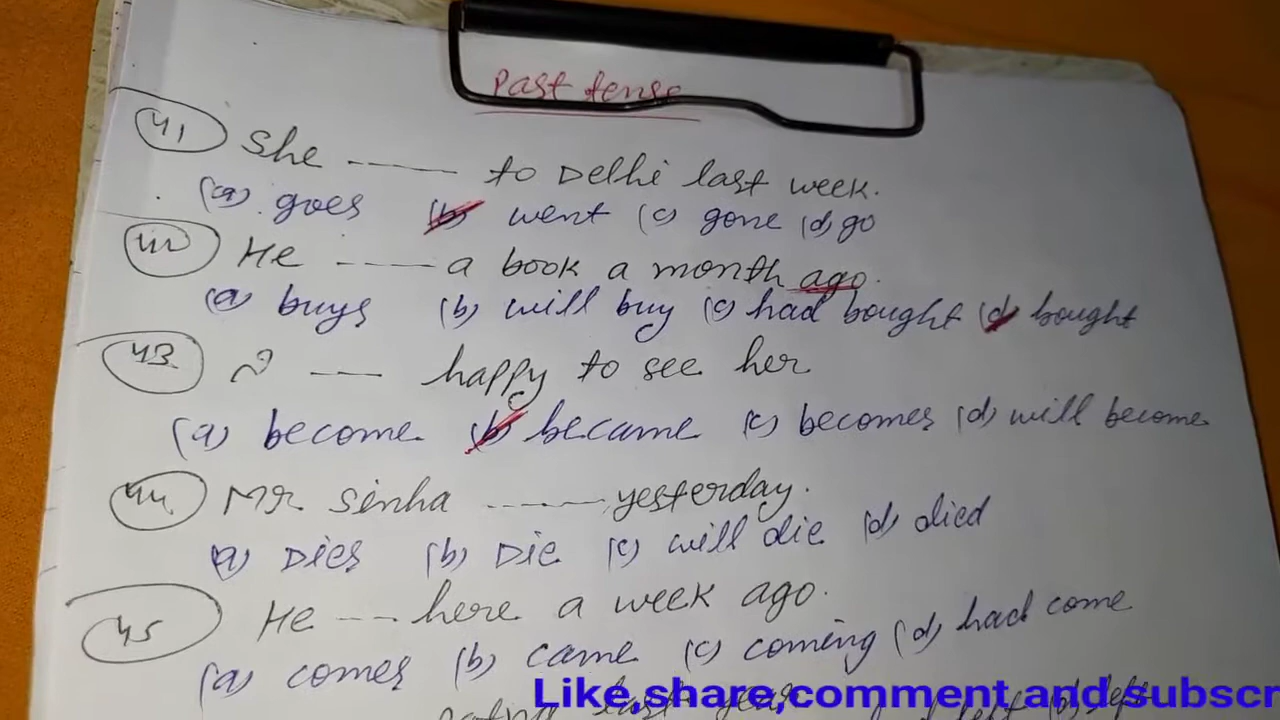 Past tense
41 She ------ to Delhi last week.
(a) goes (b) went (c) gone (d) go
42 He ------ a book a month ago.
(a) buys (b) will buy (c) had bought (d) bought
43 ---- happy to see her
(a) become (b) became (c) becomes (d) will become
44 Mr. Sinha ------- yesterday.
(a) Dies (b) Die (c) will die (d) died
45 He ---- here a week ago.
(a) comes (b) came (c) coming (d) had come
last year
left
Like,share,comment and subscr